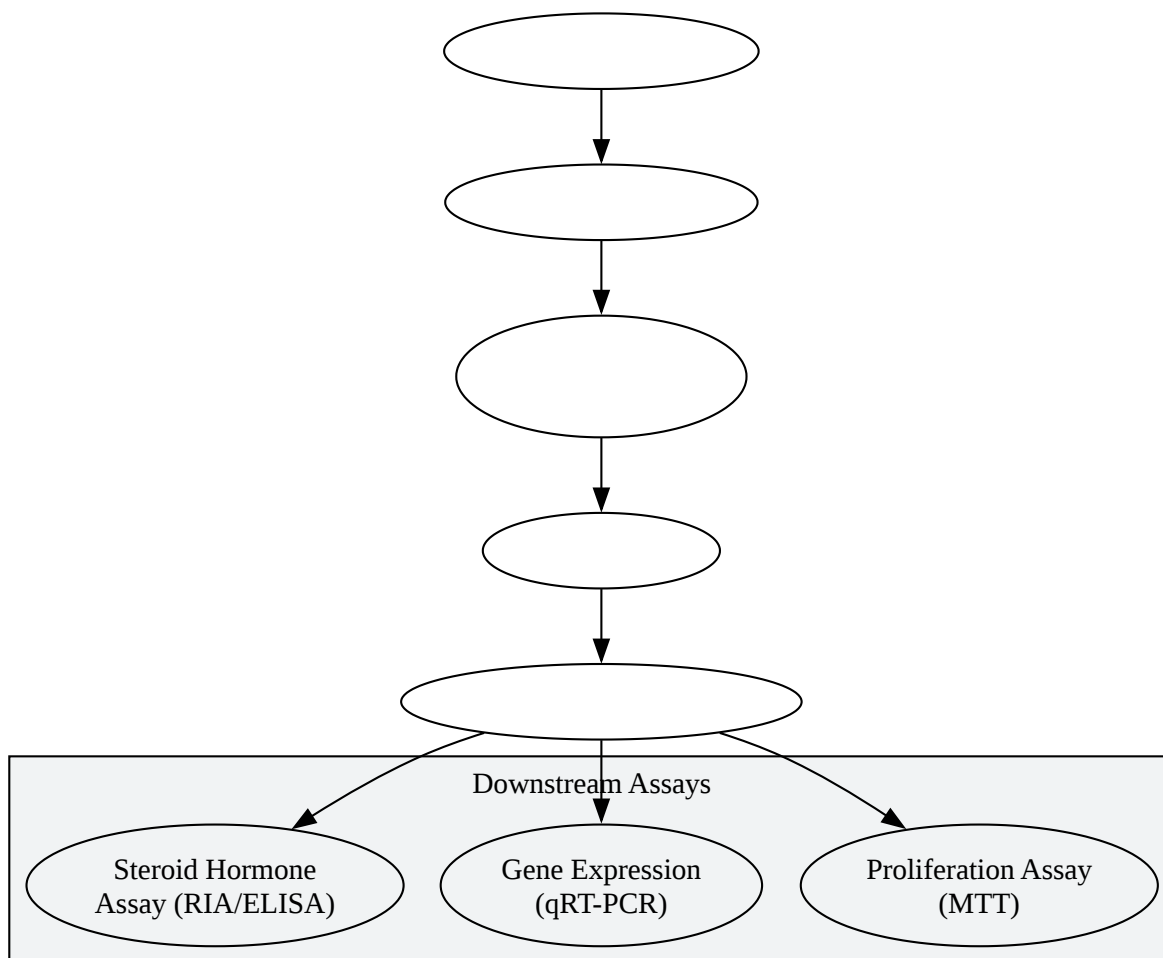 Downstream Assays
Steroid Hormone
Assay (RIA/ELISA)
Gene Expression
(qRT-PCR)
Proliferation Assay
(MTT)